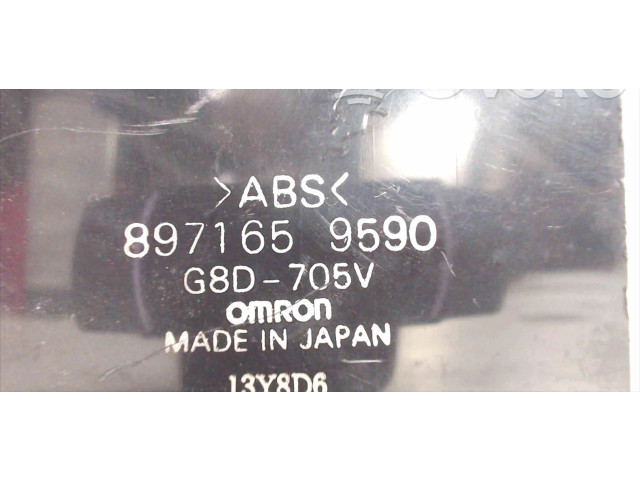 >ABS<
897165 9590
G8D-705V
omron
MADE IN JAPAN
13Y8D6